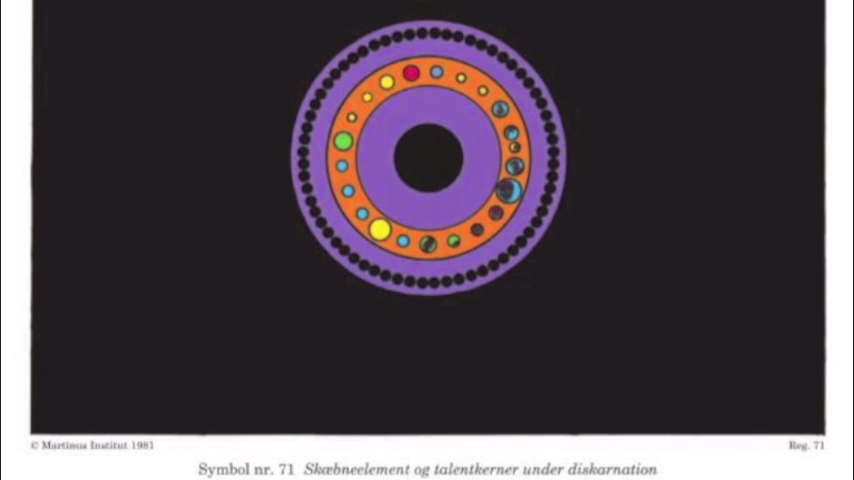 © Martinus Institut 1981
Reg. 71
Symbol nr. 71 Skæbneelement og talentkerner under diskarnation